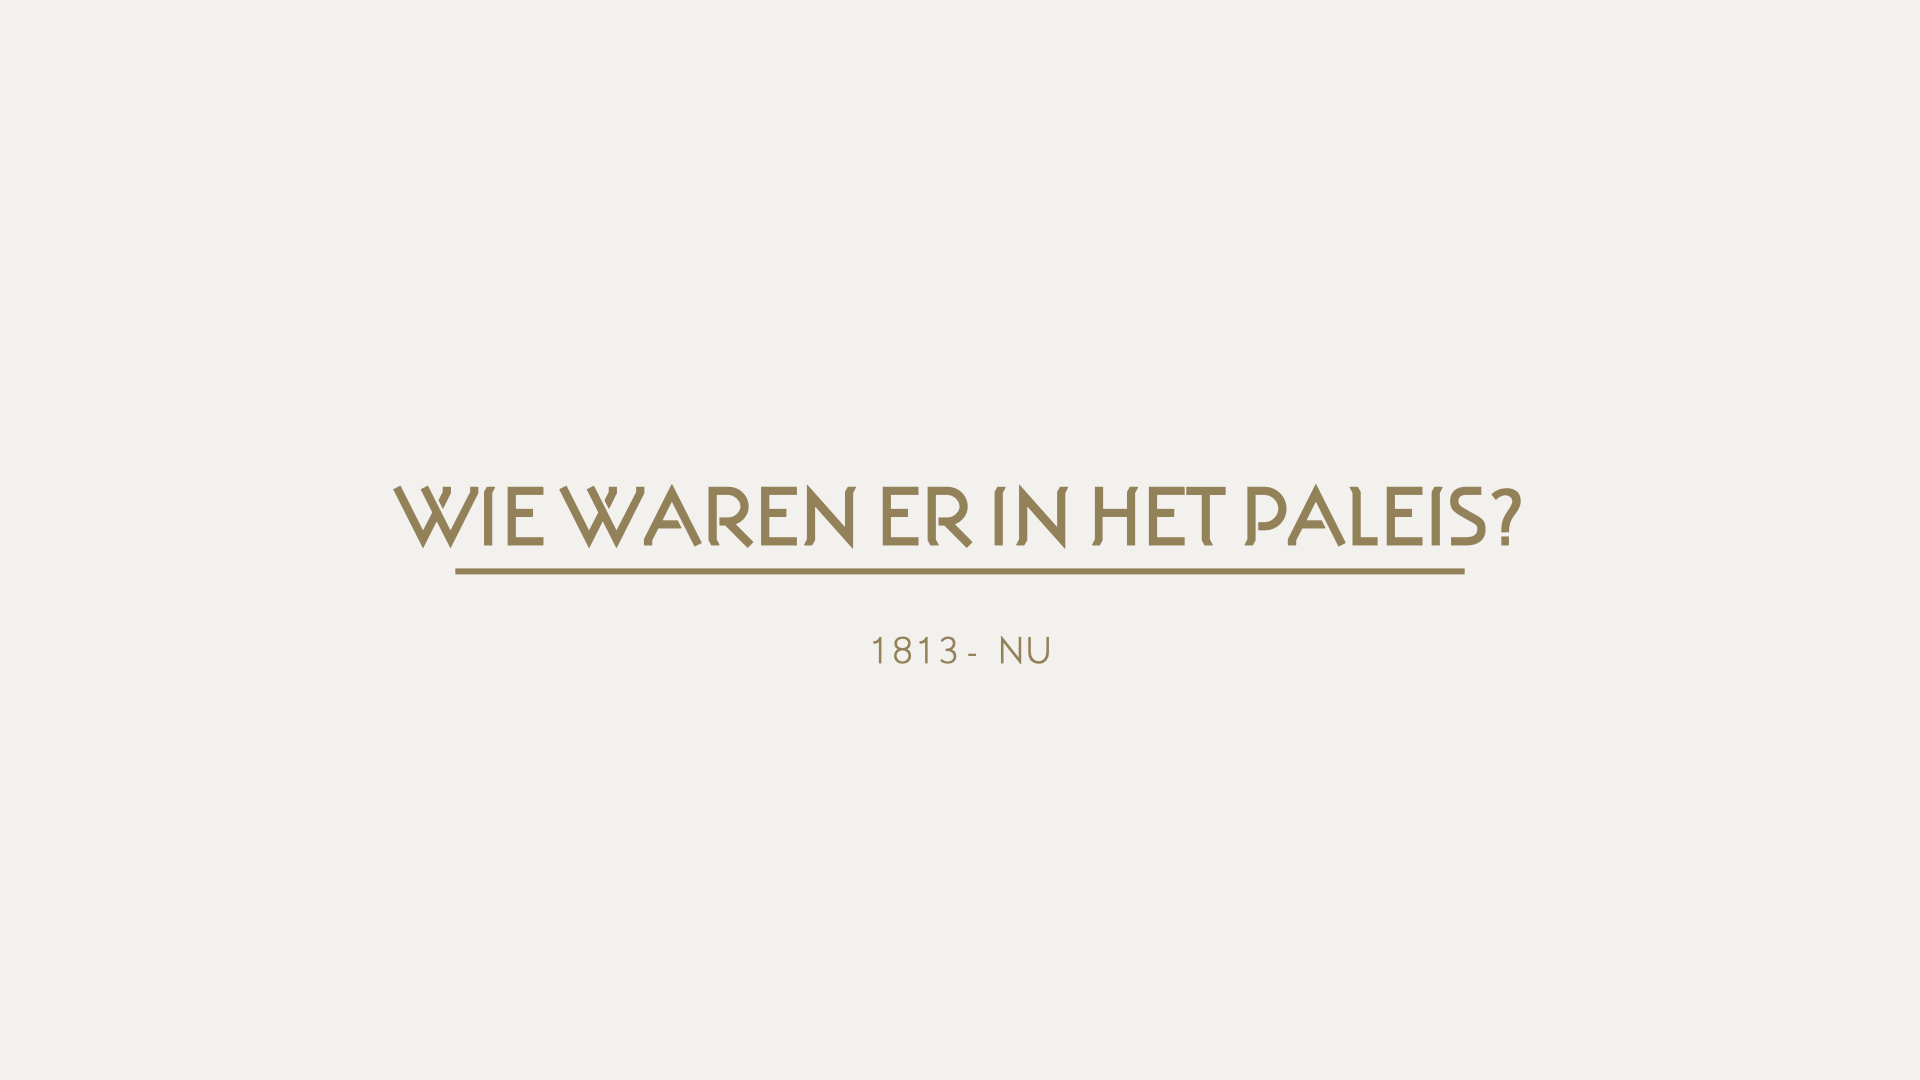 WIE WAREN ER IN HET PALEIS?
1813- NU